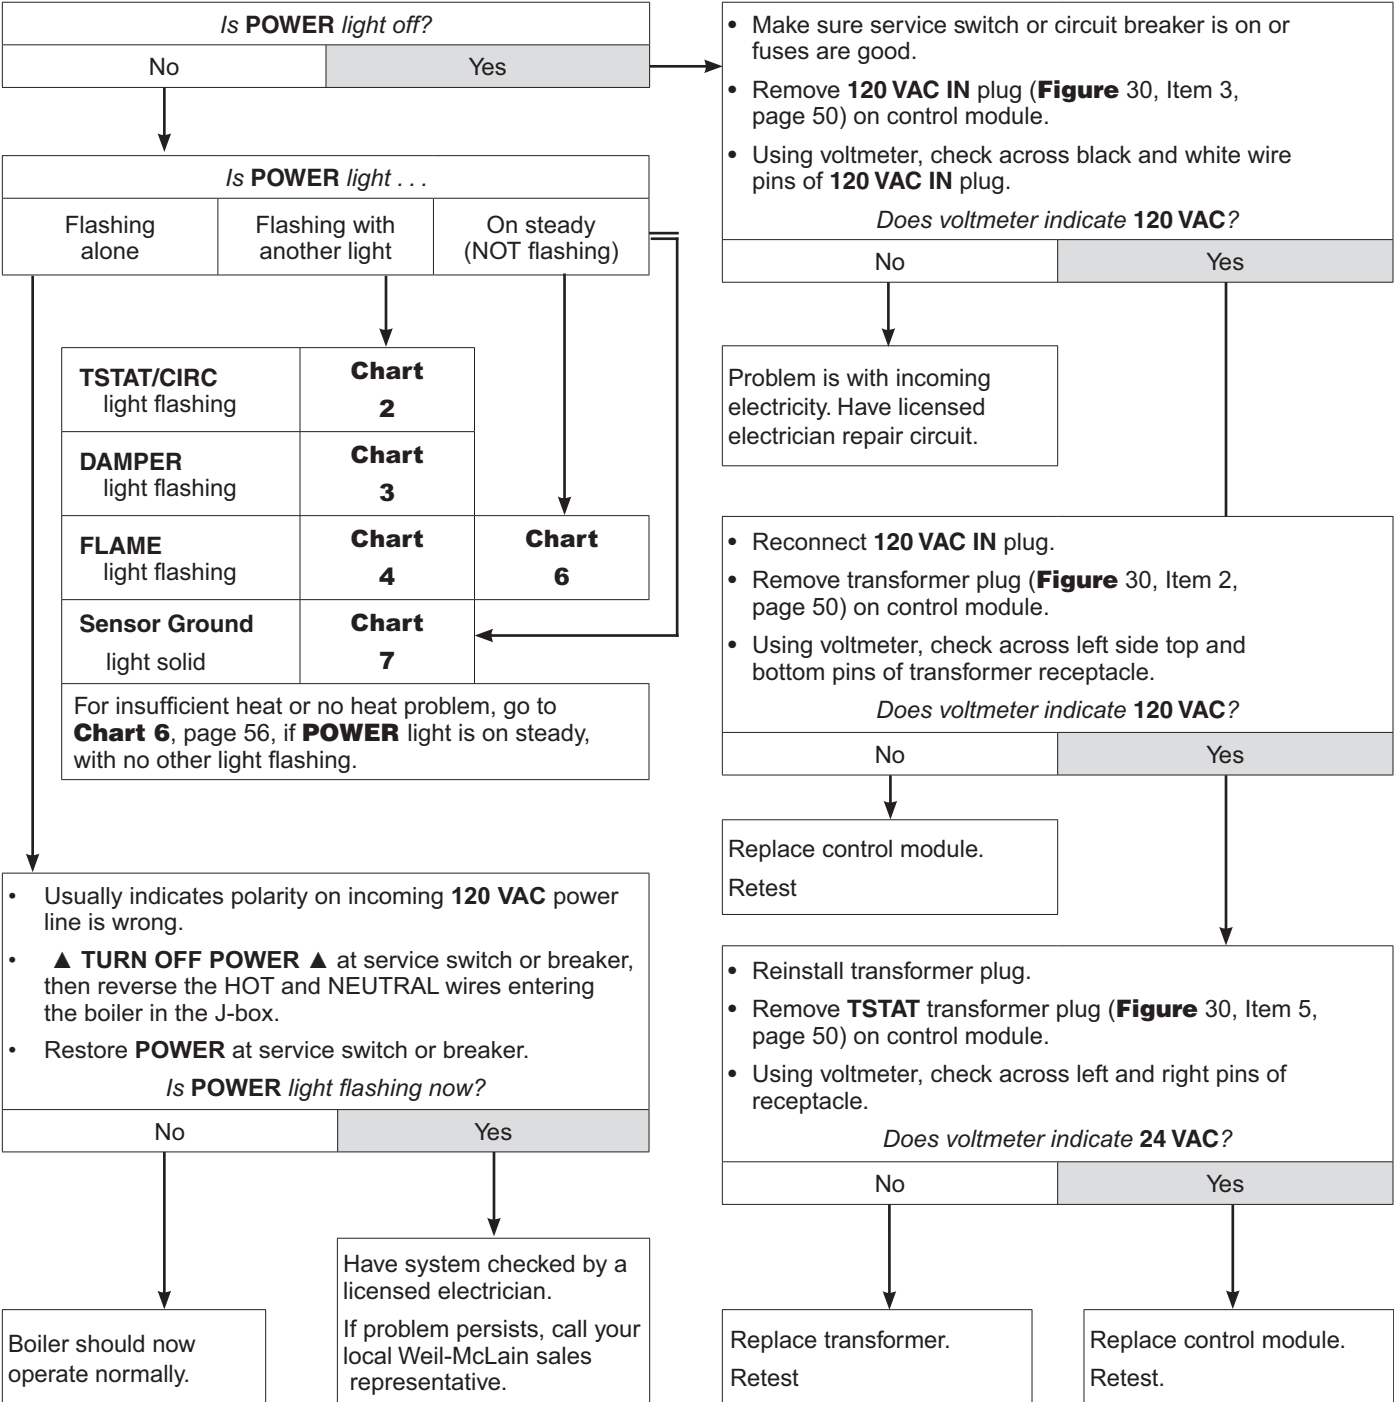 Is POWER light off?
No
Yes
Is POWER light . . .
Flashing
alone
Flashing with
another light
On steady
(NOT flashing)
TSTAT/CIRC
light flashing
Chart
2
DAMPER
light flashing
Chart
3
FLAME
light flashing
Chart
4
Chart
6
Sensor Ground
light solid
Chart
7
For insufficient heat or no heat problem, go to
Chart 6, page 56, if POWER light is on steady,
with no other light flashing.
• Usually indicates polarity on incoming 120 VAC power
line is wrong.
• ▲ TURN OFF POWER ▲ at service switch or breaker,
then reverse the HOT and NEUTRAL wires entering
the boiler in the J-box.
• Restore POWER at service switch or breaker.
Is POWER light flashing now?
No
Yes
Boiler should now
operate normally.
Have system checked by a
licensed electrician.
If problem persists, call your
local Weil-McLain sales
representative.
• Make sure service switch or circuit breaker is on or
fuses are good.
• Remove 120 VAC IN plug (Figure 30, Item 3,
page 50) on control module.
• Using voltmeter, check across black and white wire
pins of 120 VAC IN plug.
Does voltmeter indicate 120 VAC?
No
Yes
Problem is with incoming
electricity. Have licensed
electrician repair circuit.
• Reconnect 120 VAC IN plug.
• Remove transformer plug (Figure 30, Item 2,
page 50) on control module.
• Using voltmeter, check across left side top and
bottom pins of transformer receptacle.
Does voltmeter indicate 120 VAC?
No
Yes
Replace control module.
Retest
• Reinstall transformer plug.
• Remove TSTAT transformer plug (Figure 30, Item 5,
page 50) on control module.
• Using voltmeter, check across left and right pins of
receptacle.
Does voltmeter indicate 24 VAC?
No
Yes
Replace transformer.
Retest
Replace control module.
Retest.